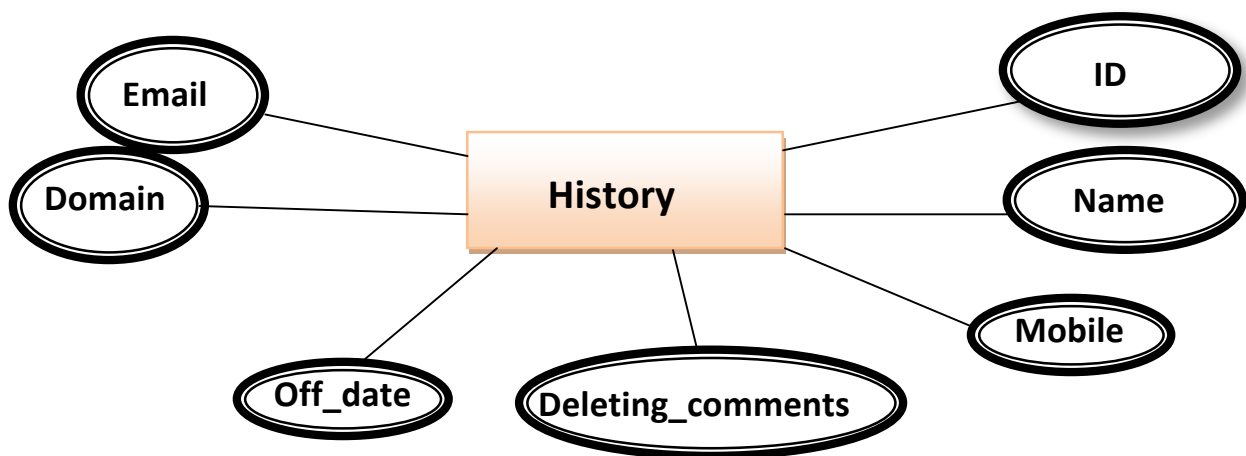 ID
Email
History
Domain
Name
Mobile
Off_date
Deleting_comments